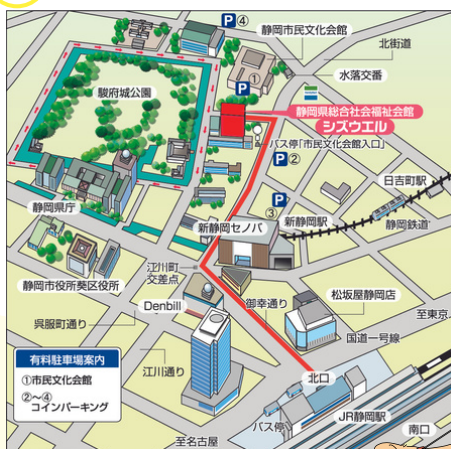 P④
静岡市民文化会館
北街道
①
水落交番
P
駿府城公園
静岡県総合社会福祉会館
シズウエル
バス停「市民文化会館入口」
P②
日吉町駅
P
③
静岡県庁
新静岡セノバ
新静岡駅
静岡鉄道
江川町
交差点
静岡市役所葵区役所
Denbill
御幸通り
松坂屋静岡店
至東京
呉服町通り
国道一号線
有料駐車場案内
①市民文化会館
②〜④
コインパーキング
江川通り
北口
バス停
JR静岡駅
至名古屋
南口